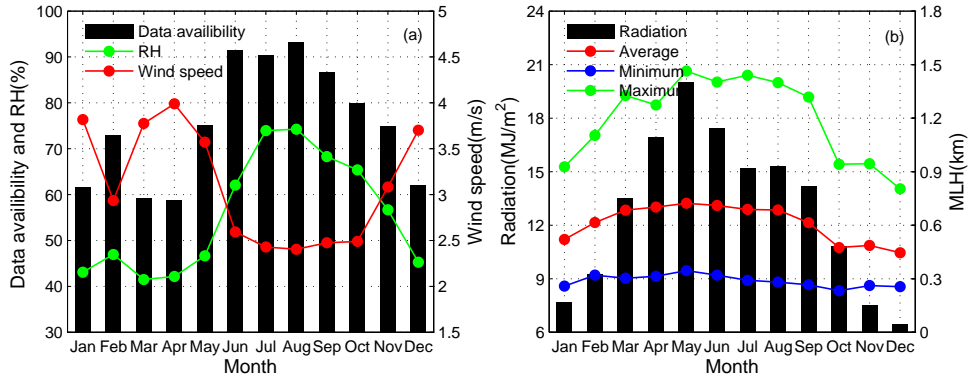 100
90
80
70
60
50
40
30
Data availibility and RH(%)
Data availibility
RH
Wind speed
(a)
5
4.5
4
3.5
3
2.5
2
1.5
Wind speed(m/s)
Jan Feb Mar Apr May Jun Jul Aug Sep Oct Nov Dec
Month
24
21
18
15
12
9
6
Radiation(MJ/m²)
Radiation
Average
Minimum
Maximum
(b)
1.8
1.5
1.2
0.9
0.6
0.3
0
MLH(km)
Jan Feb Mar Apr May Jun Jul Aug Sep Oct Nov Dec
Month